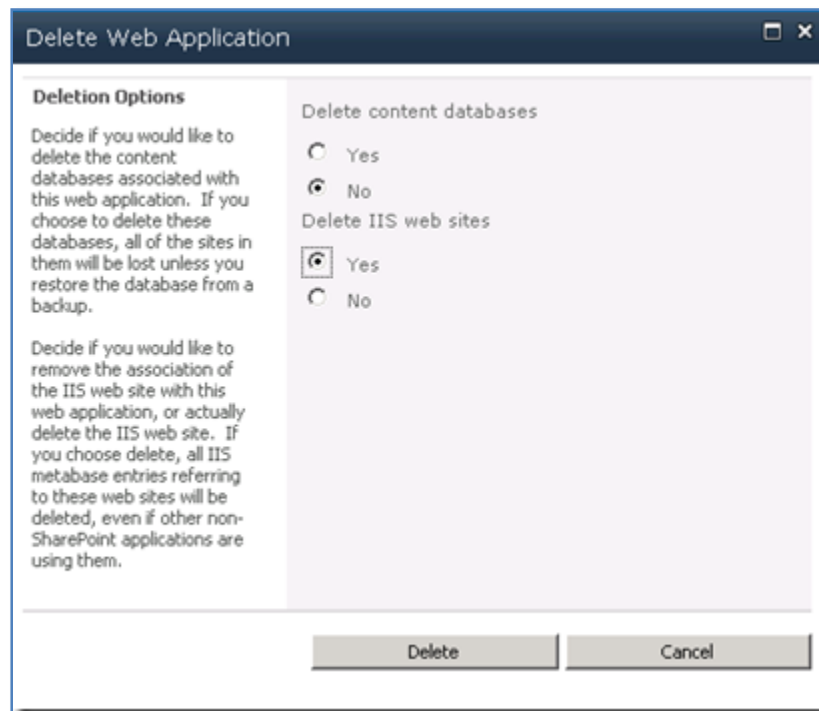 Delete Web Application
Deletion Options
Decide if you would like to
delete the content
databases associated with
this web application.  If you
choose to delete these
databases, all of the sites in
them will be lost unless you
restore the database from a
backup.
Decide if you would like to
remove the association of
the IIS web site with this
web application, or actually
delete the IIS web site.  If
you choose delete, all IIS
metabase entries referring
to these web sites will be
deleted, even if other non-
SharePoint applications are
using them.
Delete content databases
Yes
No
Delete IIS web sites
Yes
No
Delete
Cancel